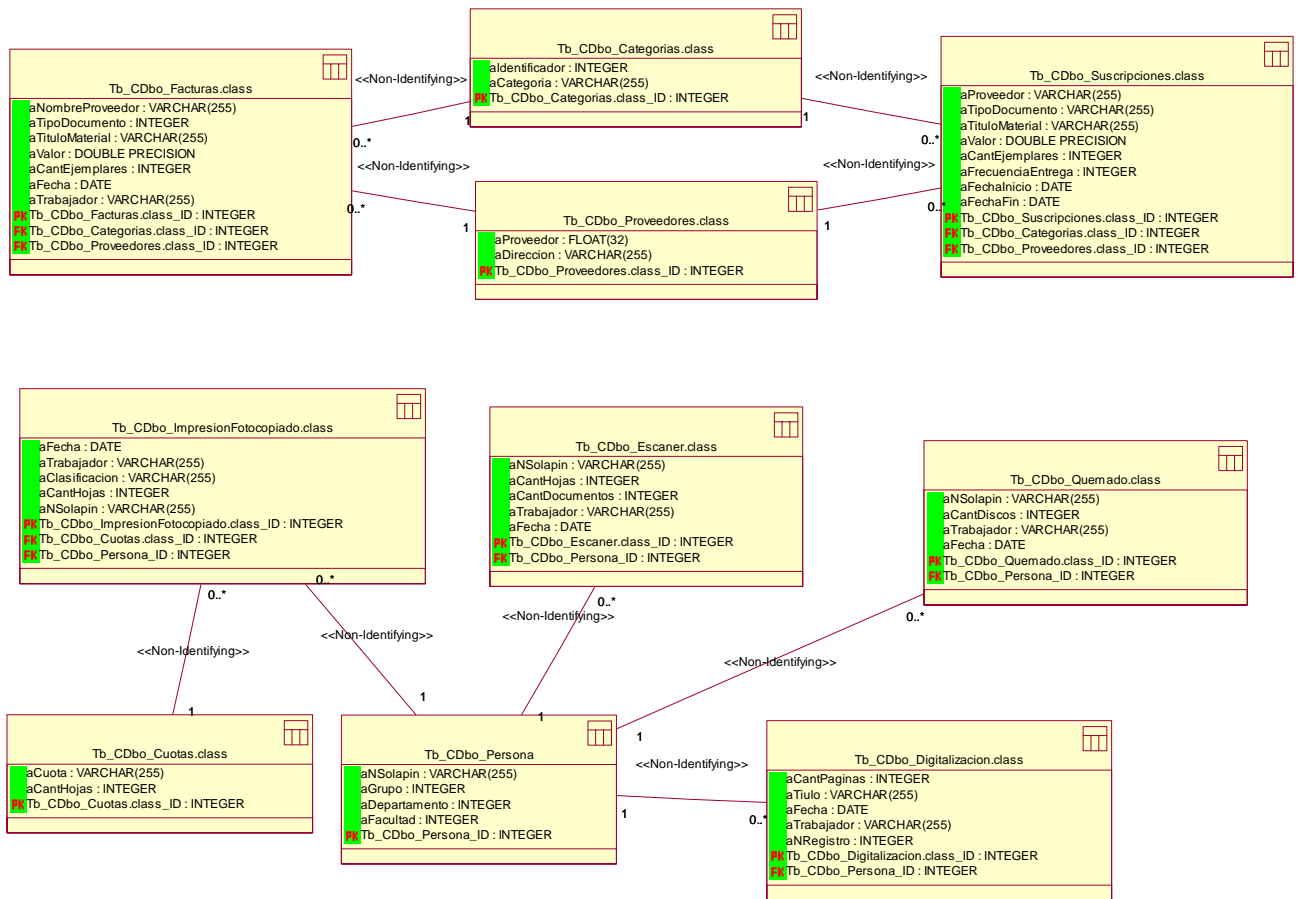 Tb_CDbo_Facturas.class
aNombreProveedor : VARCHAR(255)
aTipoDocumento : INTEGER
aTituloMaterial : VARCHAR(255)
aValor : DOUBLE PRECISION
aCantEjemplares : INTEGER
aFecha : DATE
aTrabajador : VARCHAR(255)
PK Tb_CDbo_Facturas.class_ID : INTEGER
FK Tb_CDbo_Categorias.class_ID : INTEGER
FK Tb_CDbo_Proveedores.class_ID : INTEGER
<<Non-Identifying>>
0..*
1
<<Non-Identifying>>
0..*
1
Tb_CDbo_Categorias.class
aIdentificador : INTEGER
aCategoria : VARCHAR(255)
PK Tb_CDbo_Categorias.class_ID : INTEGER
Tb_CDbo_Proveedores.class
aProveedor : FLOAT(32)
aDireccion : VARCHAR(255)
PK Tb_CDbo_Proveedores.class_ID : INTEGER
<<Non-Identifying>>
1
0..*
<<Non-Identifying>>
1
0..*
Tb_CDbo_Suscripciones.class
aProveedor : VARCHAR(255)
aTipoDocumento : VARCHAR(255)
aTituloMaterial : VARCHAR(255)
aValor : DOUBLE PRECISION
aCantEjemplares : INTEGER
aFrecuenciaEntrega : INTEGER
aFechaInicio : DATE
aFechaFin : DATE
PK Tb_CDbo_Suscripciones.class_ID : INTEGER
FK Tb_CDbo_Categorias.class_ID : INTEGER
FK Tb_CDbo_Proveedores.class_ID : INTEGER
Tb_CDbo_ImpresionFotocopiado.class
aFecha : DATE
aTrabajador : VARCHAR(255)
aClasificacion : VARCHAR(255)
aCantHojas : INTEGER
aNSolapin : VARCHAR(255)
PK Tb_CDbo_ImpresionFotocopiado.class_ID : INTEGER
FK Tb_CDbo_Cuotas.class_ID : INTEGER
FK Tb_CDbo_Persona_ID : INTEGER
Tb_CDbo_Escaner.class
aNSolapin : VARCHAR(255)
aCantHojas : INTEGER
aCantDocumentos : INTEGER
aTrabajador : VARCHAR(255)
aFecha : DATE
PK Tb_CDbo_Escaner.class_ID : INTEGER
FK Tb_CDbo_Persona_ID : INTEGER
Tb_CDbo_Quemado.class
aNSolapin : VARCHAR(255)
aCantDiscos : INTEGER
aTrabajador : VARCHAR(255)
aFecha : DATE
PK Tb_CDbo_Quemado.class_ID : INTEGER
FK Tb_CDbo_Persona_ID : INTEGER
0..*
<<Non-Identifying>>
1
0..*
<<Non-Identifying>>
1
0..*
<<Non-Identifying>>
1
0..*
<<Non-Identifying>>
1
Tb_CDbo_Cuotas.class
aCuota : VARCHAR(255)
aCantHojas : INTEGER
PK Tb_CDbo_Cuotas.class_ID : INTEGER
Tb_CDbo_Persona
aNSolapin : VARCHAR(255)
aGrupo : INTEGER
aDepartamento : INTEGER
aFacultad : INTEGER
PK Tb_CDbo_Persona_ID : INTEGER
<<Non-Identifying>>
1
0..*
Tb_CDbo_Digitalizacion.class
aCantPaginas : INTEGER
aTiulo : VARCHAR(255)
aFecha : DATE
aTrabajador : VARCHAR(255)
aNRegistro : INTEGER
PK Tb_CDbo_Digitalizacion.class_ID : INTEGER
FK Tb_CDbo_Persona_ID : INTEGER